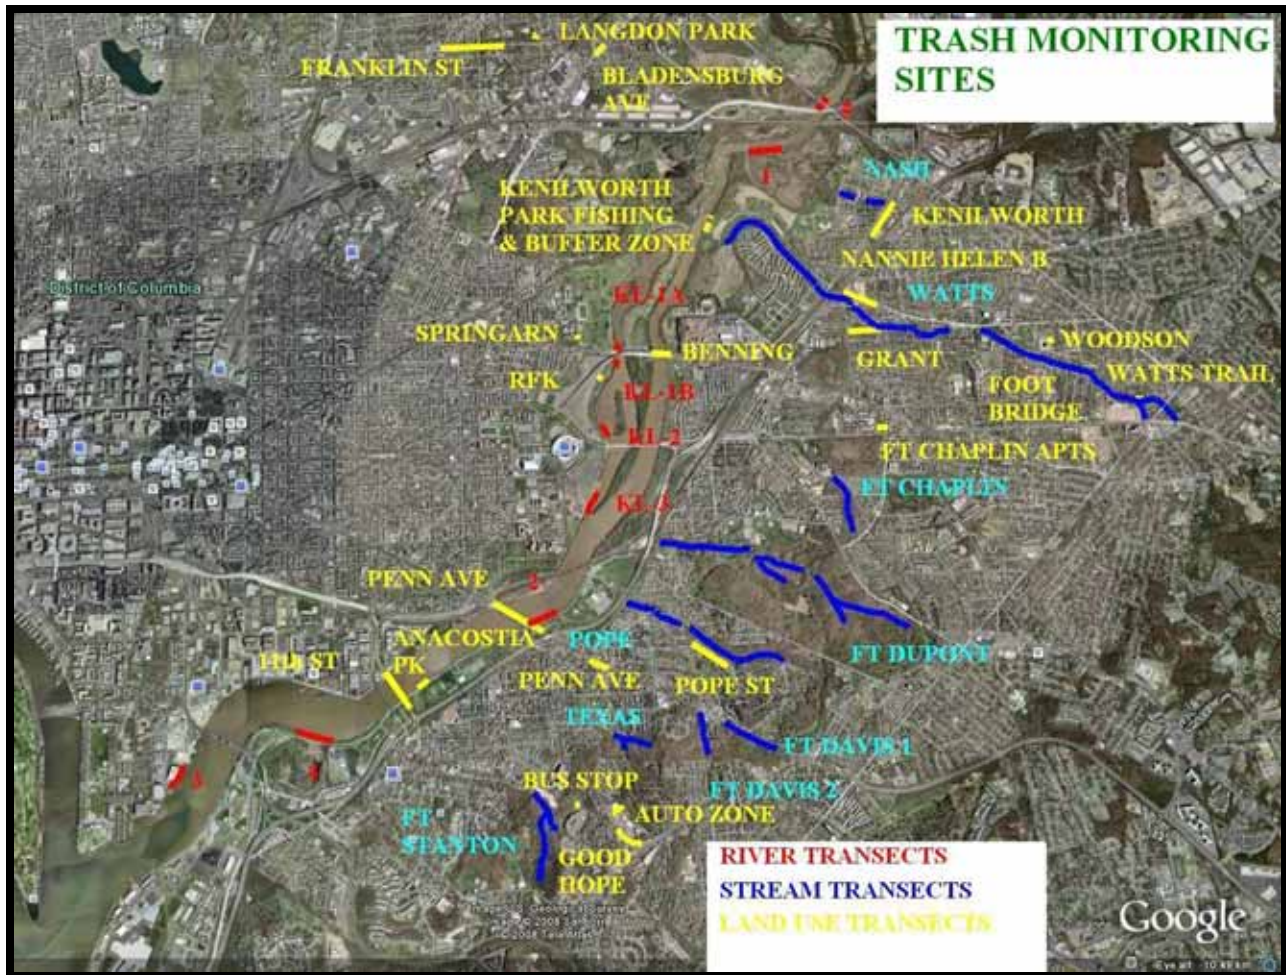 TRASH MONITORING
SITES
LANGDON PARK
FRANKLIN ST
BLADENSBURG
AVE
1
NASH
KENILWORTH
PARK FISHING
& BUFFER ZONE
KENILWORTH
NANNIE HELEN B
WATTS
District of Columbia
KL-1A
SPRINGARN
BENNING
GRANT
WOODSON
WATTS TRAIL
RFK
KL-1B
FOOT
BRIDGE
KL-2
FT CHAPLIN APTS
FT CHAPLIN
KL-3
PENN AVE
2
ANACOSTIA
PK
POPE
11th ST
PENN AVE
POPE ST
FT DUPONT
TEXAS
FT DAVIS 1
FT DAVIS 2
BUS STOP
AUTO ZONE
FT
STANTON
GOOD
HOPE
RIVER TRANSECTS
STREAM TRANSECTS
LAND USE TRANSECTS
Google